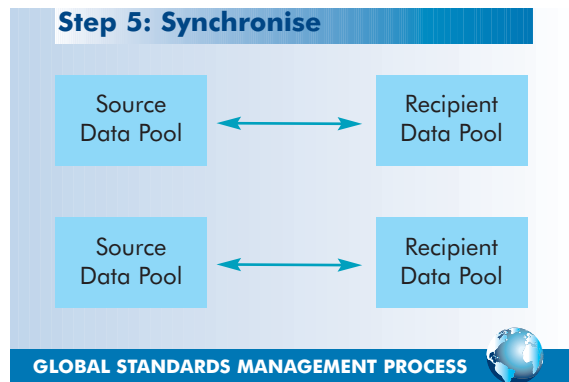 Step 5: Synchronise
Source
Data Pool
Recipient
Data Pool
Source
Data Pool
Recipient
Data Pool
GLOBAL STANDARDS MANAGEMENT PROCESS